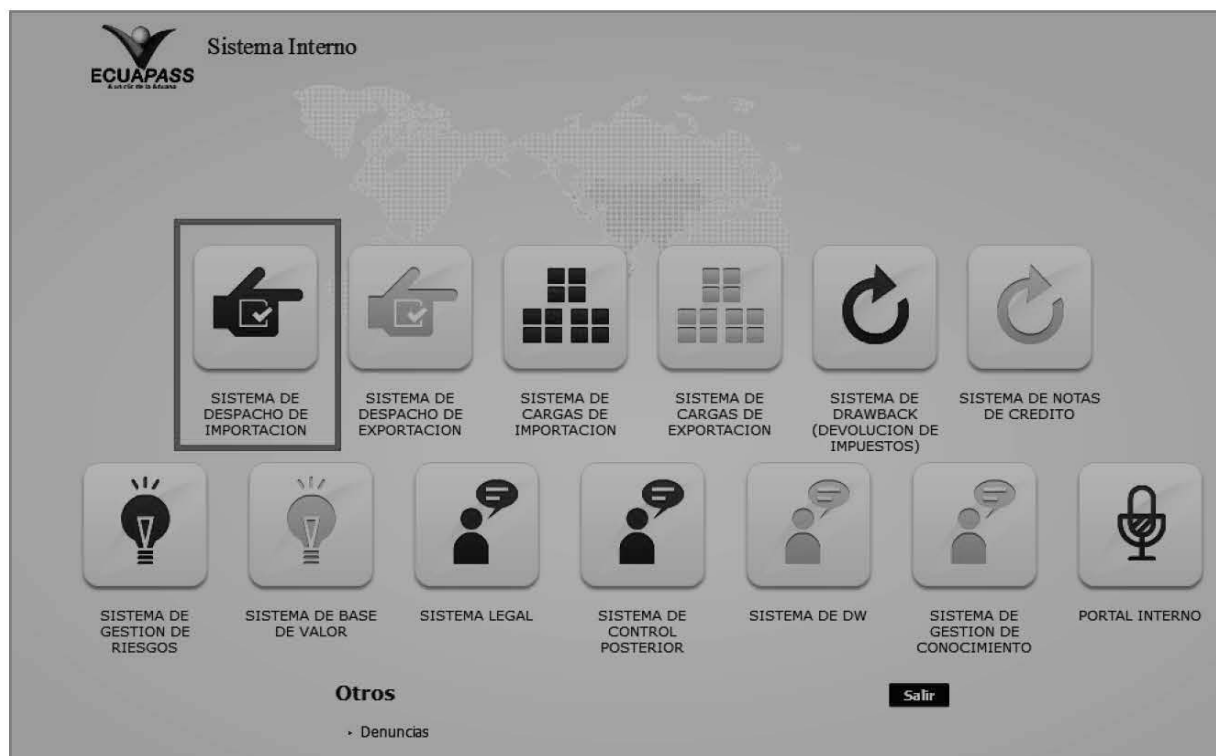 Sistema Interno
ECUAPASS
SISTEMA DE
DESPACHO DE
IMPORTACION
SISTEMA DE
DESPACHO DE
EXPORTACION
SISTEMA DE
CARGAS DE
IMPORTACION
SISTEMA DE
CARGAS DE
EXPORTACION
SISTEMA DE
DRAWBACK
(DEVOLUCION DE
IMPUESTOS)
SISTEMA DE NOTAS
DE CREDITO
SISTEMA DE
GESTION DE
RIESGOS
SISTEMA DE BASE
DE VALOR
SISTEMA LEGAL
SISTEMA DE
CONTROL
POSTERIOR
SISTEMA DE DW
SISTEMA DE
GESTION DE
CONOCIMIENTO
PORTAL INTERNO
Otros
Salir
Denuncias